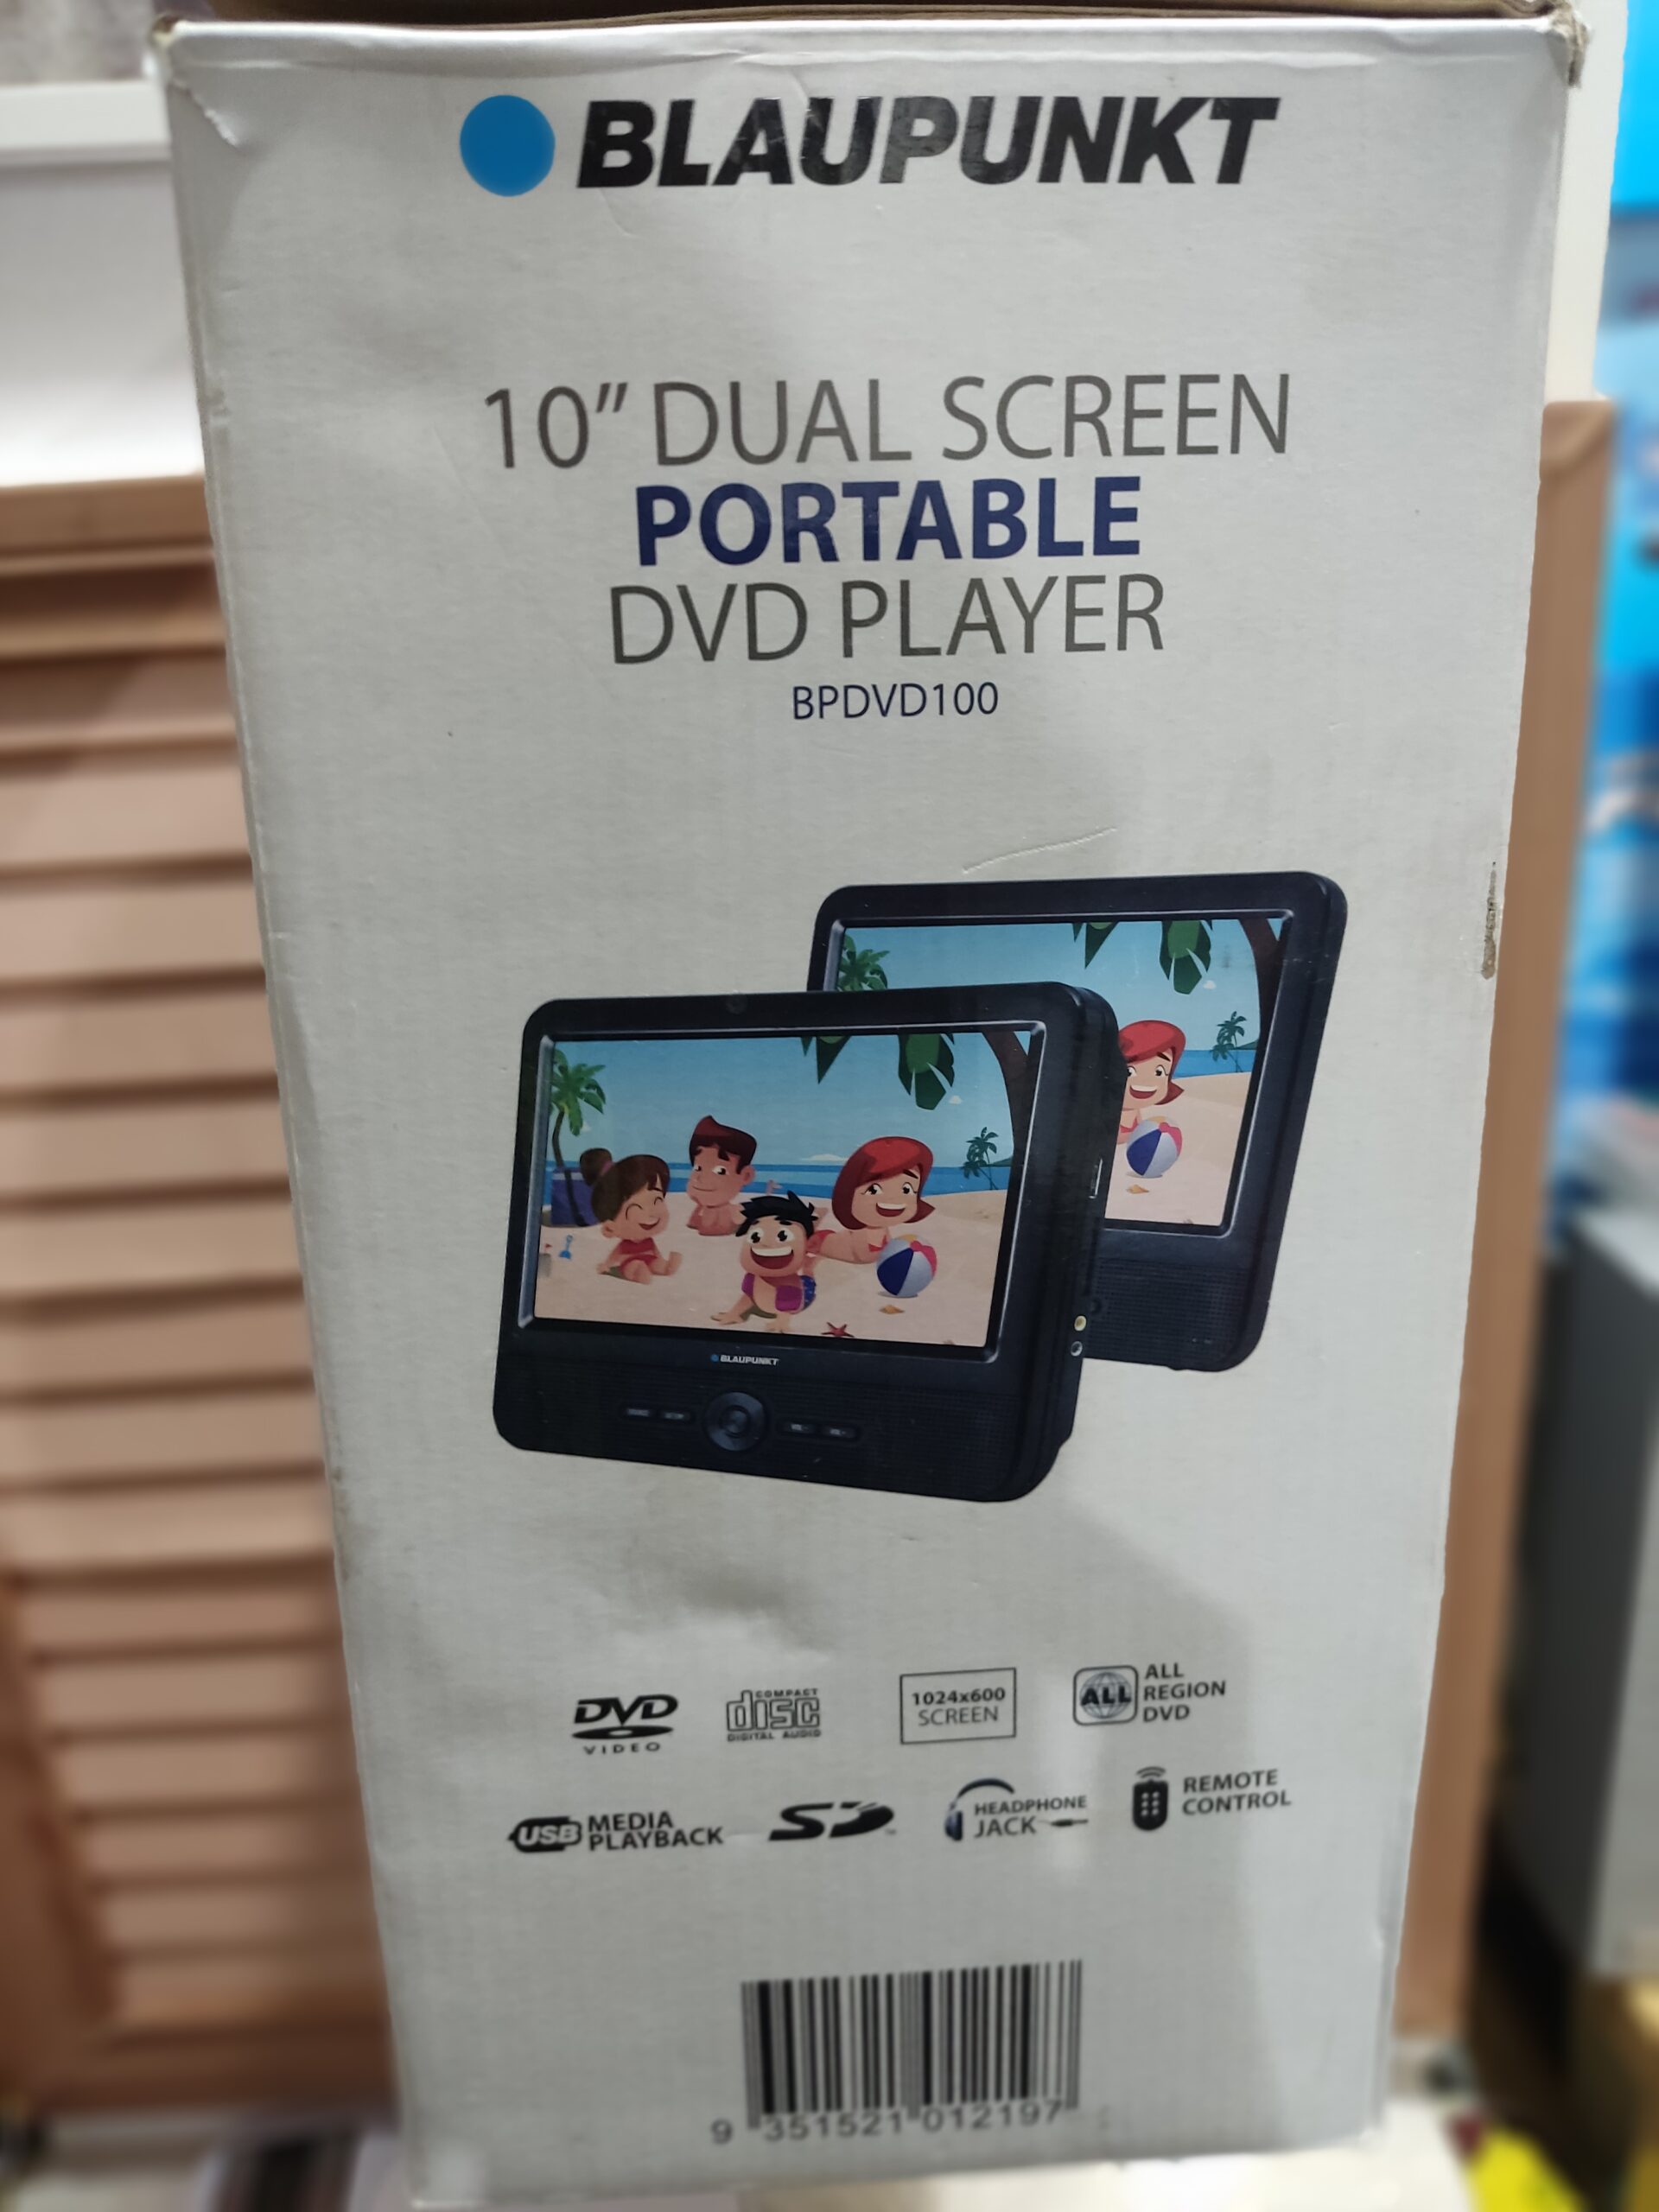 BLAUPUNKT
10" DUAL SCREEN
PORTABLE
DVD PLAYER
BPDVD100
BLAUPUNKT
DVD
VIDEO
COMPACT
disc
DIGITAL AUDIO
1024x600
SCREEN
ALL
ALL
REGION
DVD
USB
MEDIA
PLAYBACK
SD
HEADPHONE
JACK
REMOTE
CONTROL
9 351521 012197